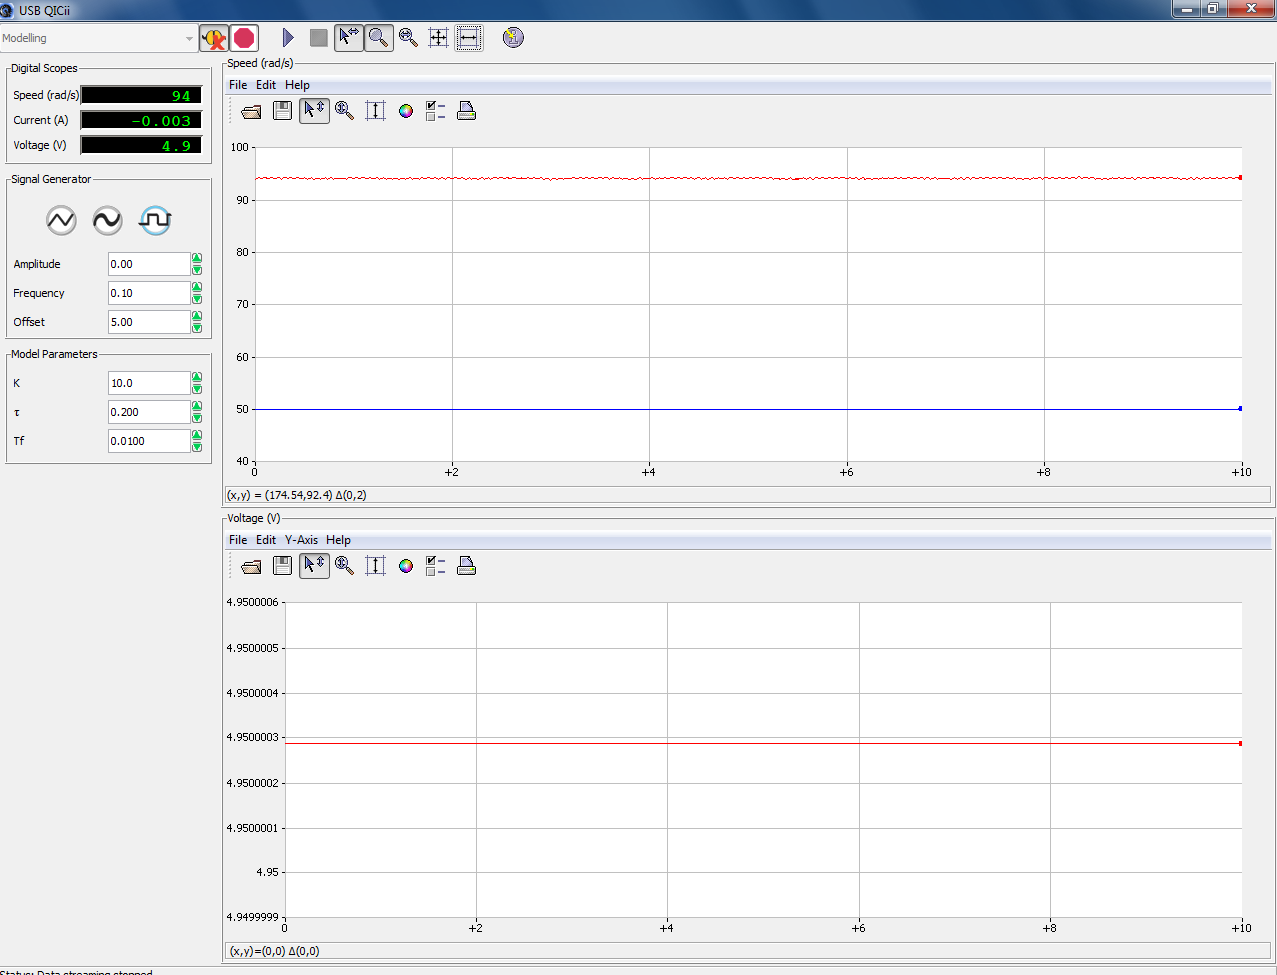 USB QICii
Modelling
Digital Scopes
Speed (rad/s) 94
Current (A) -0.003
Voltage (V) 4.9
Signal Generator
Amplitude 0.00
Frequency 0.10
Offset 5.00
Model Parameters
K 10.0
τ 0.200
Tf 0.0100
Speed (rad/s)
File Edit Help
100
90
80
70
60
50
40
0 +2 +4 +6 +8 +10
(x,y) = (174.54,92.4) Δ(0,2)
Voltage (V)
File Edit Y-Axis Help
4.9500006
4.9500005
4.9500004
4.9500003
4.9500002
4.9500001
4.95
4.9499999
0 +2 +4 +6 +8 +10
(x,y)=(0,0) Δ(0,0)
Status: Data streaming stopped